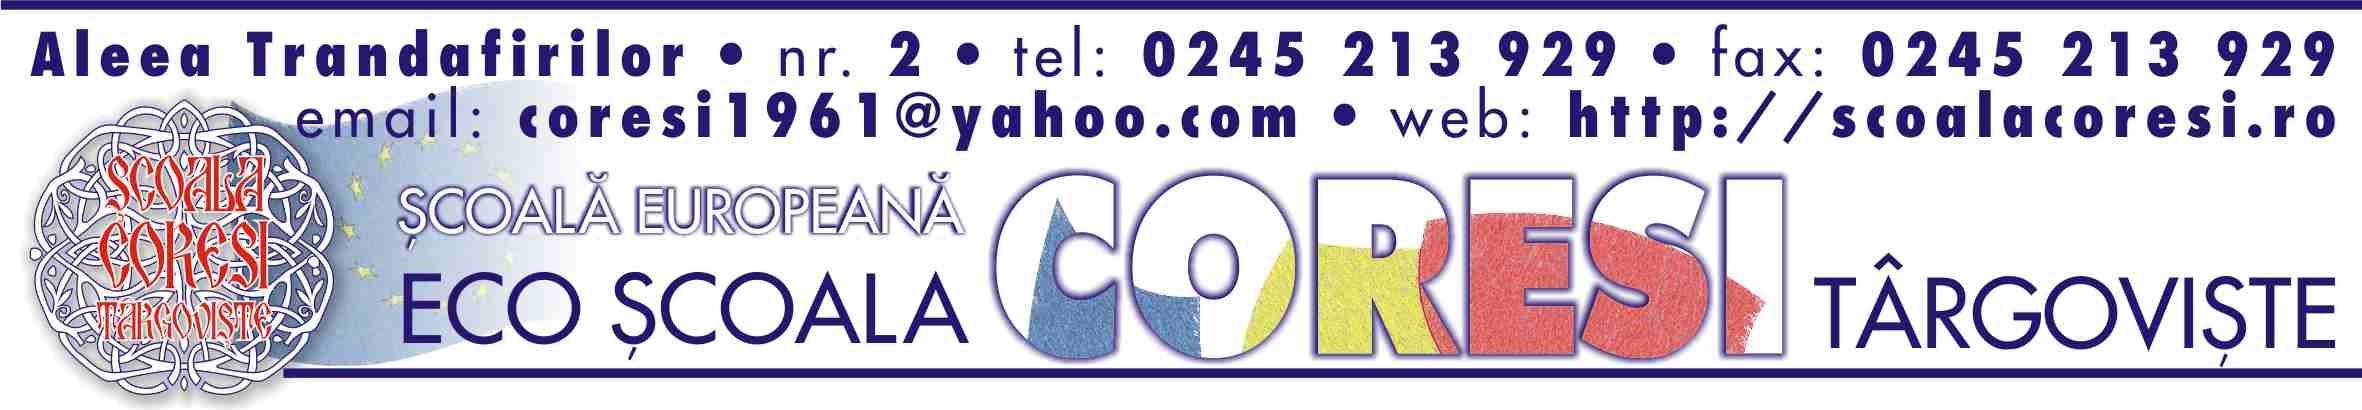 Aleea Trandafirilor • nr. 2 • tel: 0245 213 929 • fax: 0245 213 929
email: coresi1961@yahoo.com • web: http://scoalacoresi.ro
ȘCOALA
CORESI
TÂRGOVIȘTE
ȘCOALĂ EUROPEANĂ
ECO ȘCOALA CORESI TÂRGOVIȘTE